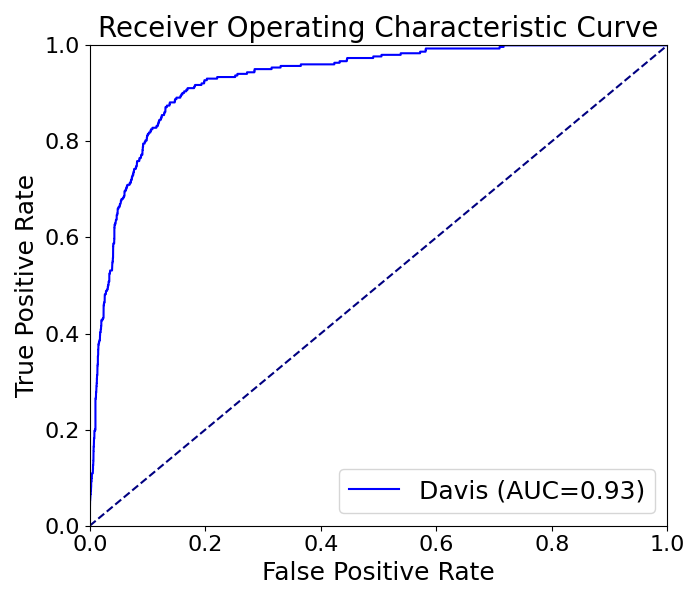 Receiver Operating Characteristic Curve
1.0
0.8
0.6
0.4
0.2
0.0
True Positive Rate
Davis (AUC=0.93)
0.0 0.2 0.4 0.6 0.8 1.0
False Positive Rate